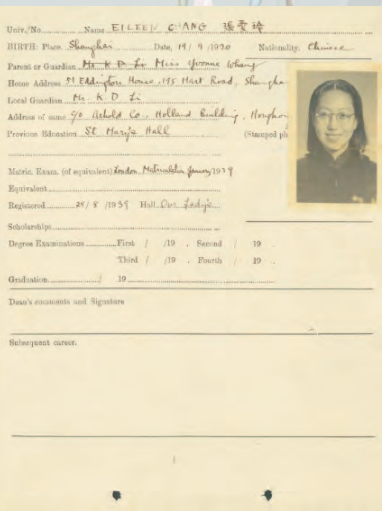 Univ. No. Name EILEEN CHANG 張愛玲
BIRTH: Place, Shanghai Date, 19 / 9 /1920 Nationality. Chinese
Parent or Guardian Mr K D Li Miss Yvonne Whang
Home Address 51 Eddington House, 195 Hart Road, Shangha
Local Guardian Mr. K. D. Li
Address of same c/o Co., Holland Building, Hongkon
Previous Education St. Mary's Hall (Stamped ph
Matric. Exam. (of equivalent) London Matriculation, January 1939
Equivalent
Registered 29/ 8 /1939 Hall Our Lady's
Scholarships
Degree Examinations First / /19 . Second / 19 .
Third / /19 . Fourth / 19 .
Graduation / 19
Dean's comments and Signature
Subsequent career.